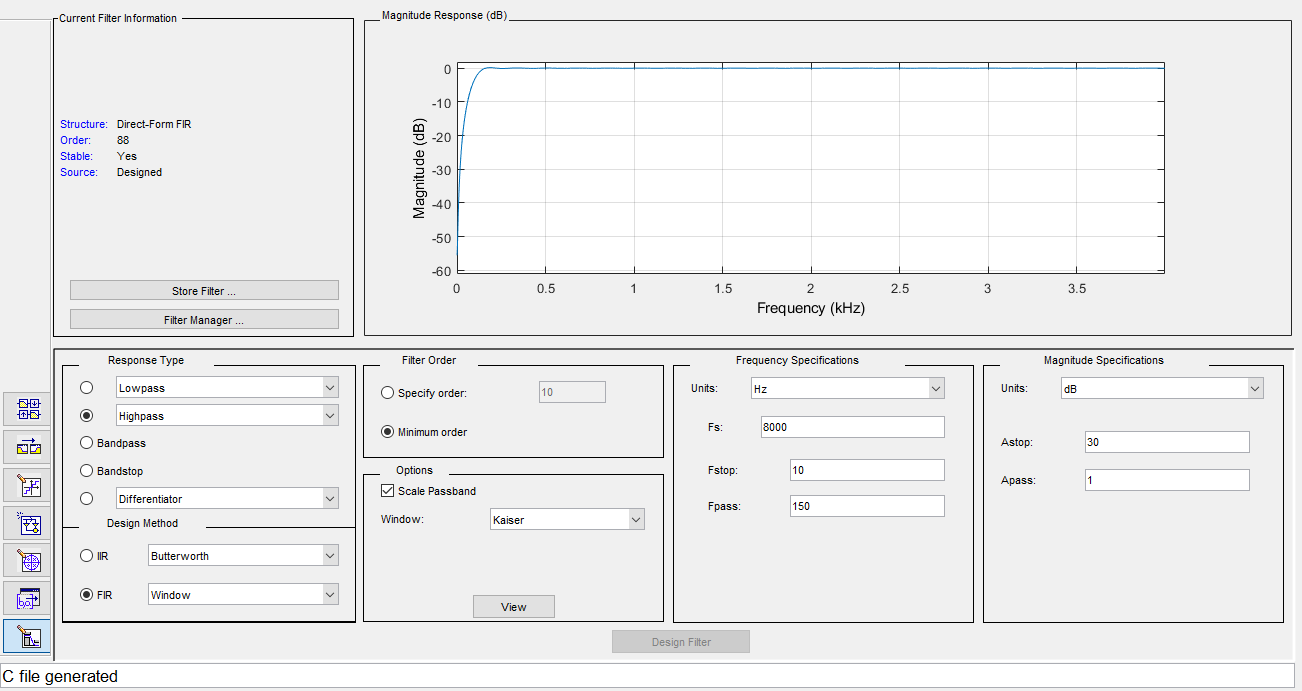 Current Filter Information
Structure: Direct-Form FIR
Order: 88
Stable: Yes
Source: Designed
Store Filter ...
Filter Manager ...
Magnitude Response (dB)
Magnitude (dB)
0
-10
-20
-30
-40
-50
-60
0 0.5 1 1.5 2 2.5 3 3.5
Frequency (kHz)
Response Type
Lowpass
Highpass
Bandpass
Bandstop
Differentiator
Design Method
IIR Butterworth
FIR Window
Filter Order
Specify order: 10
Minimum order
Options
Scale Passband
Window: Kaiser
View
Frequency Specifications
Units: Hz
Fs: 8000
Fstop: 10
Fpass: 150
Magnitude Specifications
Units: dB
Astop: 30
Apass: 1
Design Filter
C file generated